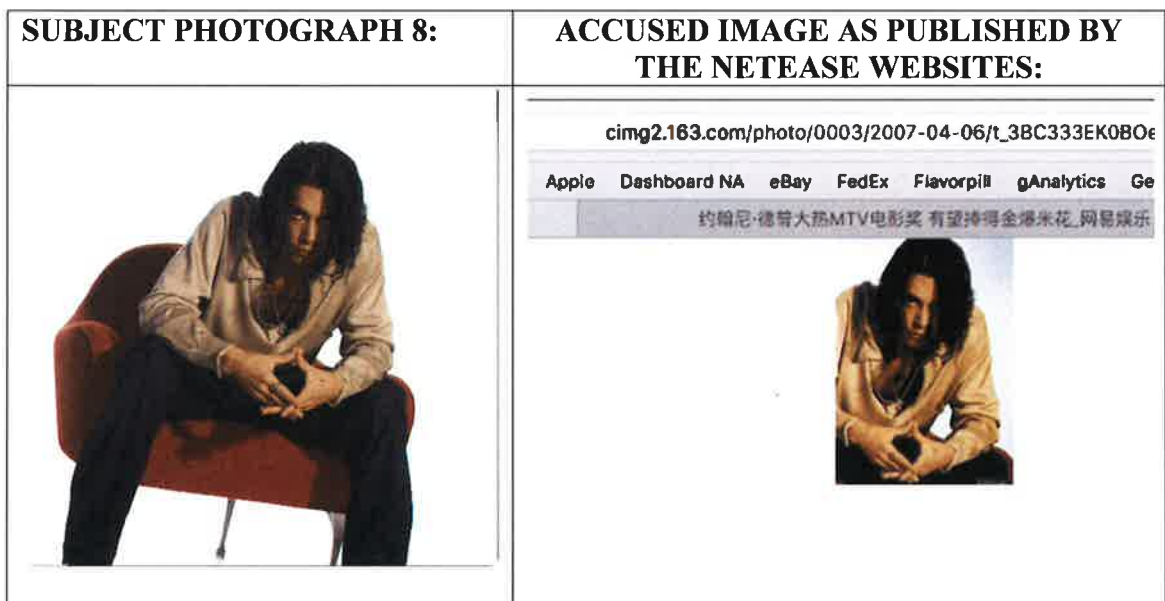 SUBJECT PHOTOGRAPH 8:
ACCUSED IMAGE AS PUBLISHED BY
THE NETEASE WEBSITES:
cimg2.163.com/photo/0003/2007-04-06/t_3BC333EK0BOe
Apple Dashboard NA eBay FedEx Flavorpill gAnalytics Ge
约翰尼·德普大热MTV电影奖 有望捧得金爆米花_网易娱乐